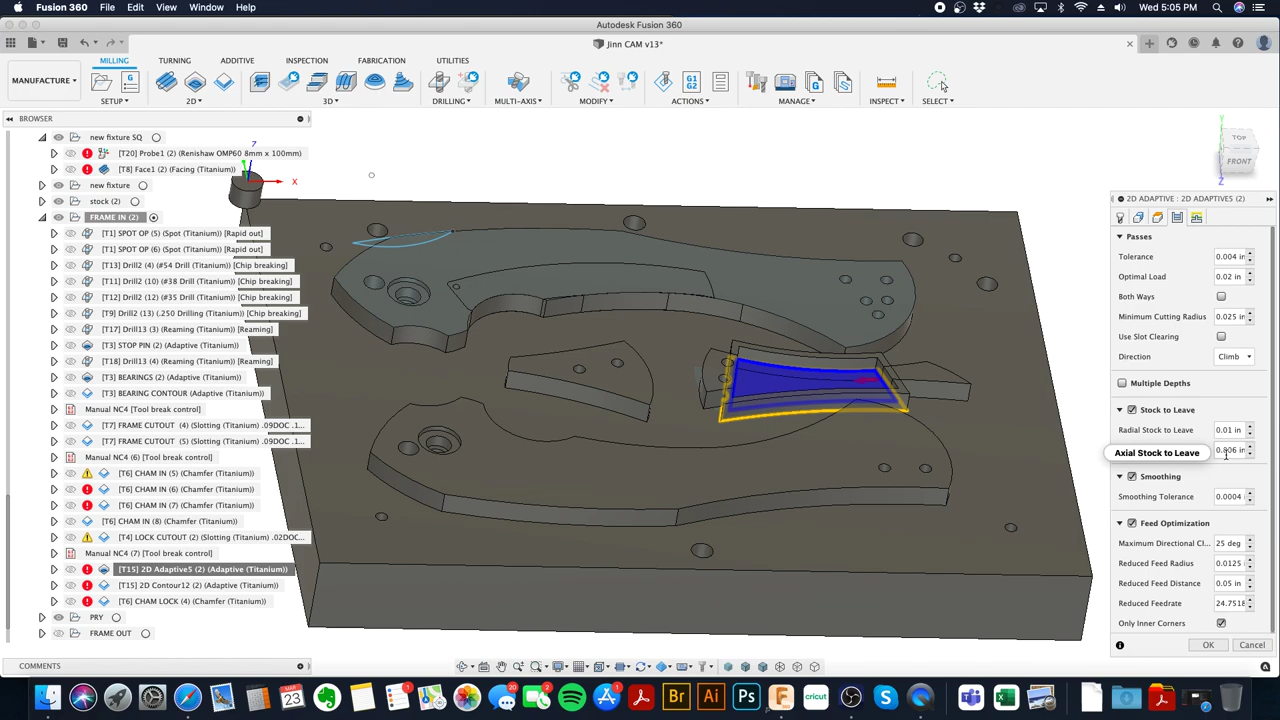 Fusion 360 File Edit View Window Help
Wed 5:05 PM
Autodesk Fusion 360
Jinn CAM v13*
MANUFACTURE
MILLING TURNING ADDITIVE INSPECTION FABRICATION UTILITIES
G1 G2
SETUP 2D 3D DRILLING MULTI-AXIS MODIFY ACTIONS MANAGE INSPECT SELECT
BROWSER
new fixture SQ
[T20] Probe1 (2) (Renishaw OMP60 8mm x 100mm)
[T8] Face1 (2) (Facing (Titanium))
new fixture
stock (2)
FRAME IN (2)
[T1] SPOT OP (5) (Spot (Titanium)) [Rapid out]
[T1] SPOT OP (6) (Spot (Titanium)) [Rapid out]
[T13] Drill2 (4) (#54 Drill (Titanium)) [Chip breaking]
[T11] Drill2 (10) (#38 Drill (Titanium)) [Chip breaking]
[T12] Drill2 (12) (#35 Drill (Titanium)) [Chip breaking]
[T9] Drill2 (13) (.250 Drilling (Titanium)) [Chip breaking]
[T17] Drill13 (3) (Reaming (Titanium)) [Reaming]
[T3] STOP PIN (2) (Adaptive (Titanium))
[T18] Drill13 (4) (Reaming (Titanium)) [Reaming]
[T3] BEARINGS (2) (Adaptive (Titanium))
[T3] BEARING CONTOUR (Adaptive (Titanium))
Manual NC4 [Tool break control]
[T7] FRAME CUTOUT (4) (Slotting (Titanium) .09DOC .1...
[T7] FRAME CUTOUT (5) (Slotting (Titanium) .09DOC .1...
Manual NC4 (6) [Tool break control]
[T6] CHAM IN (5) (Chamfer (Titanium))
[T6] CHAM IN (6) (Chamfer (Titanium))
[T6] CHAM IN (7) (Chamfer (Titanium))
[T6] CHAM IN (8) (Chamfer (Titanium))
[T4] LOCK CUTOUT (2) (Slotting (Titanium) .02DOC...
Manual NC4 (7) [Tool break control]
[T15] 2D Adaptive5 (2) (Adaptive (Titanium))
[T15] 2D Contour12 (2) (Adaptive (Titanium))
[T6] CHAM LOCK (4) (Chamfer (Titanium))
PRY
FRAME OUT
COMMENTS
Z
X
Y
TOP
FRONT
Z
2D ADAPTIVE : 2D ADAPTIVE5 (2)
Passes
Tolerance 0.004 in
Optimal Load 0.02 in
Both Ways
Minimum Cutting Radius 0.025 in
Use Slot Clearing
Direction Climb
Multiple Depths
Stock to Leave
Radial Stock to Leave 0.01 in
Axial Stock to Leave 0.806 in
Smoothing
Smoothing Tolerance 0.0004
Feed Optimization
Maximum Directional Cl... 25 deg
Reduced Feed Radius 0.0125
Reduced Feed Distance 0.05 in
Reduced Feedrate 24.7518
Only Inner Corners
OK Cancel
MAR 23
Br Ai Ps cricut